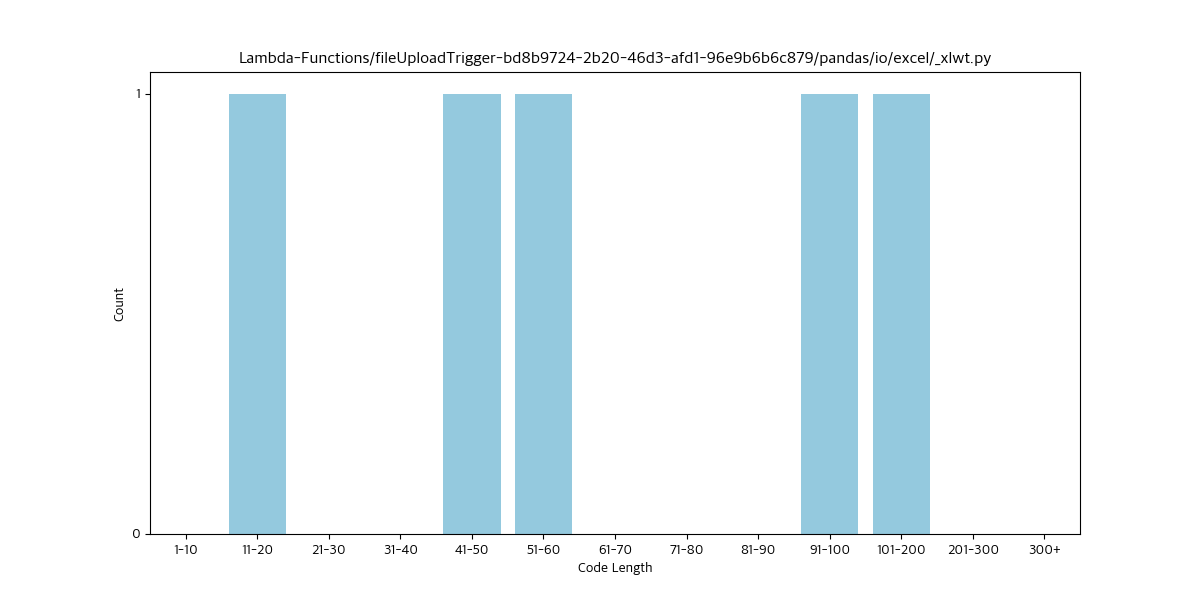 Lambda-Functions/fileUploadTrigger-bd8b9724-2b20-46d3-afd1-96e9b6b6c879/pandas/io/excel/_xlwt.py
1
Count
0
1-10 11-20 21-30 31-40 41-50 51-60 61-70 71-80 81-90 91-100 101-200 201-300 300+
Code Length